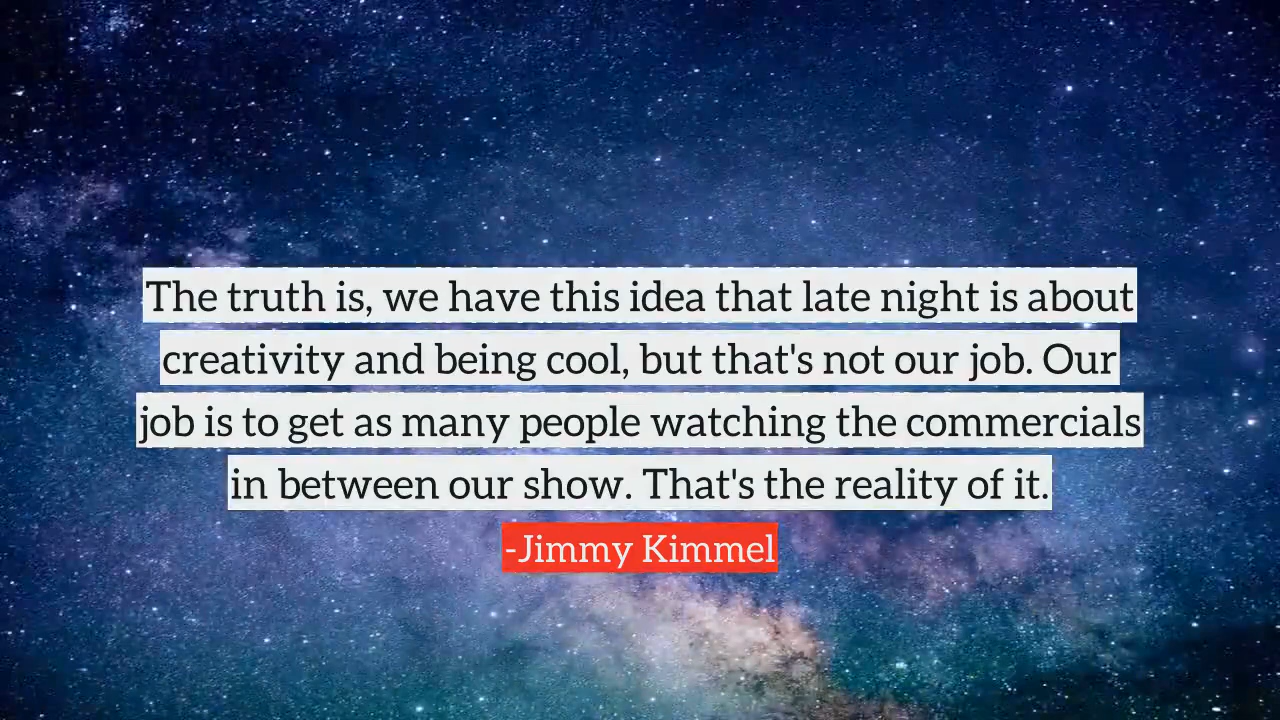 The truth is, we have this idea that late night is about
creativity and being cool, but that's not our job. Our
job is to get as many people watching the commercials
in between our show. That's the reality of it.
-Jimmy Kimmel